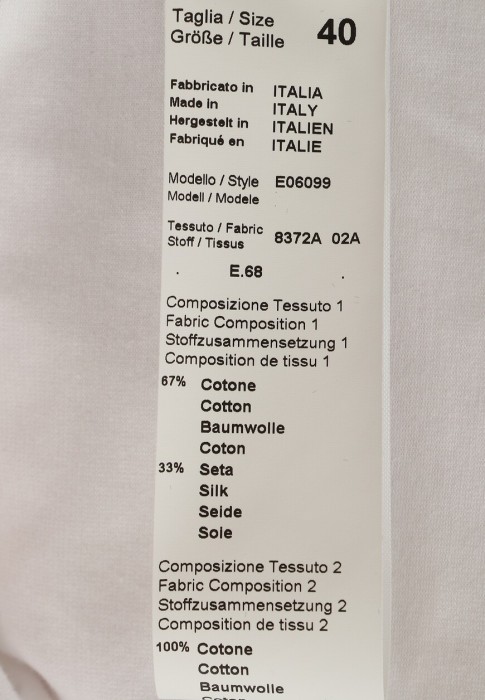 Taglia / Size
Größe / Taille 40
Fabbricato in ITALIA
Made in ITALY
Hergestelt in ITALIEN
Fabriqué en ITALIE
Modello / Style E06099
Modell / Modele
Tessuto / Fabric
Stoff / Tissus 8372A 02A
E.68
Composizione Tessuto 1
Fabric Composition 1
Stoffzusammensetzung 1
Composition de tissu 1
67% Cotone
Cotton
Baumwolle
Coton
33% Seta
Silk
Seide
Sole
Composizione Tessuto 2
Fabric Composition 2
Stoffzusammensetzung 2
Composition de tissu 2
100% Cotone
Cotton
Baumwolle